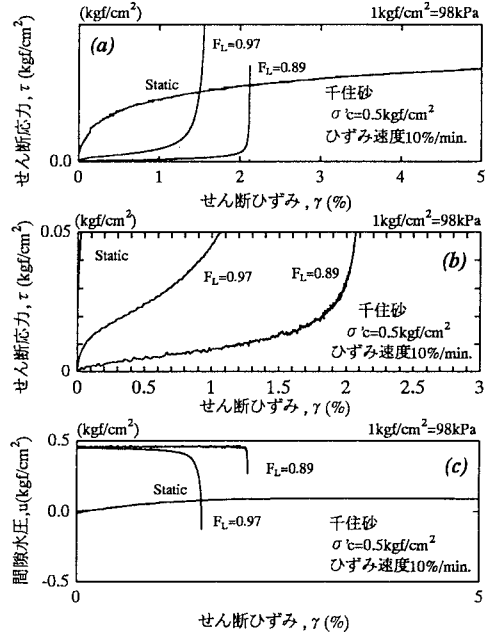 (kgf/cm²) 1kgf/cm²=98kPa
(a)
F_L=0.97
F_L=0.89
Static
千住砂
σ'c=0.5kgf/cm²
ひずみ速度10%/min.
せん断応力, τ (kgf/cm²)
0.0
0 1 2 3 4 5
せん断ひずみ, γ (%)
(kgf/cm²) 1kgf/cm²=98kPa
0.05
(b)
Static
F_L=0.97
F_L=0.89
千住砂
σ'c=0.5kgf/cm²
ひずみ速度10%/min.
せん断応力, τ (kgf/cm²)
0
0 0.5 1 1.5 2 2.5 3
せん断ひずみ, γ (%)
(kgf/cm²) 1kgf/cm²=98kPa
0.5
(c)
F_L=0.89
Static
F_L=0.97
0.0
千住砂
σ'c=0.5kgf/cm²
ひずみ速度10%/min.
間隙水圧, u(kgf/cm²)
-0.5
0 5
せん断ひずみ, γ (%)